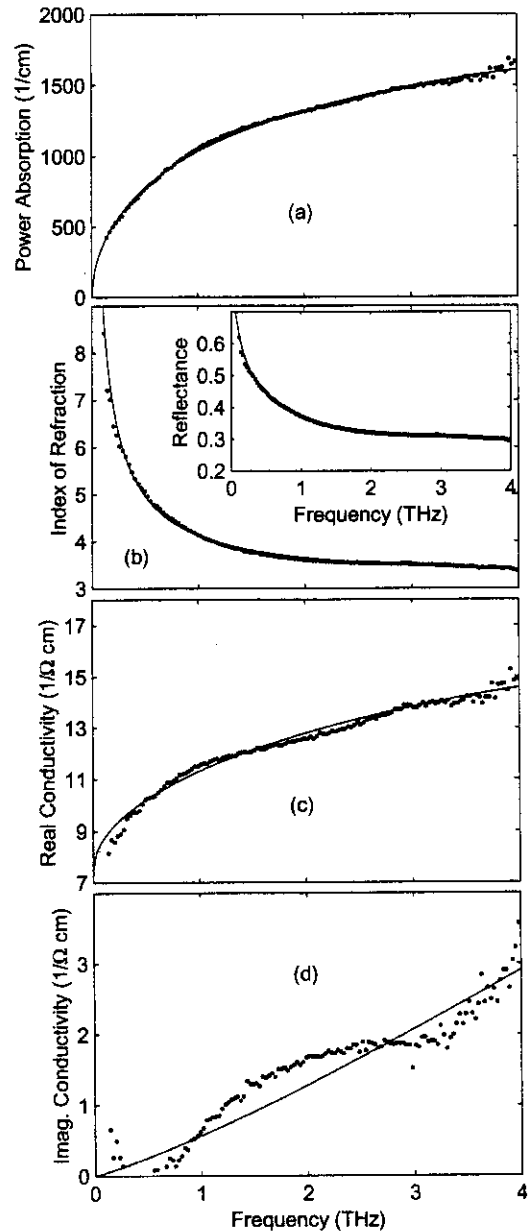 Power Absorption (1/cm)
2000
1500
1000
500
0
(a)
Index of Refraction
8
7
6
5
4
3
(b)
Reflectance
0.6
0.5
0.4
0.3
0.2
0 1 2 3 4
Frequency (THz)
Real Conductivity (1/Ω cm)
17
15
13
11
9
7
(c)
Imag. Conductivity (1/Ω cm)
3
2
1
0
(d)
0 1 2 3 4
Frequency (THz)